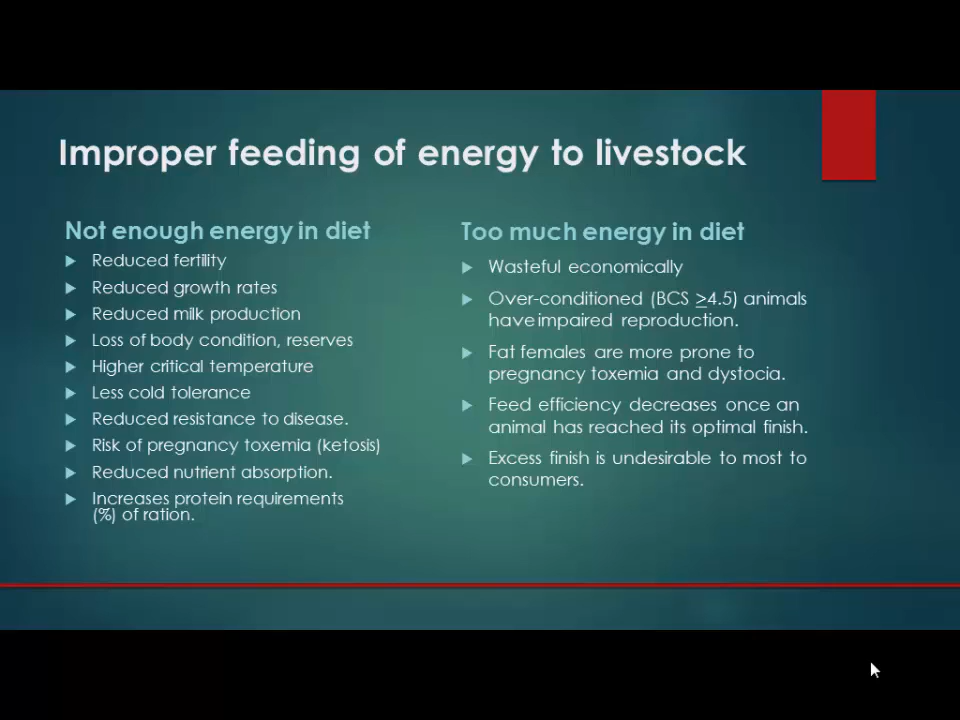 Improper feeding of energy to livestock
Not enough energy in diet
Reduced fertility
Reduced growth rates
Reduced milk production
Loss of body condition, reserves
Higher critical temperature
Less cold tolerance
Reduced resistance to disease.
Risk of pregnancy toxemia (ketosis)
Reduced nutrient absorption.
Increases protein requirements
(%) of ration.
Too much energy in diet
Wasteful economically
Over-conditioned (BCS ≥4.5) animals
have impaired reproduction.
Fat females are more prone to
pregnancy toxemia and dystocia.
Feed efficiency decreases once an
animal has reached its optimal finish.
Excess finish is undesirable to most to
consumers.